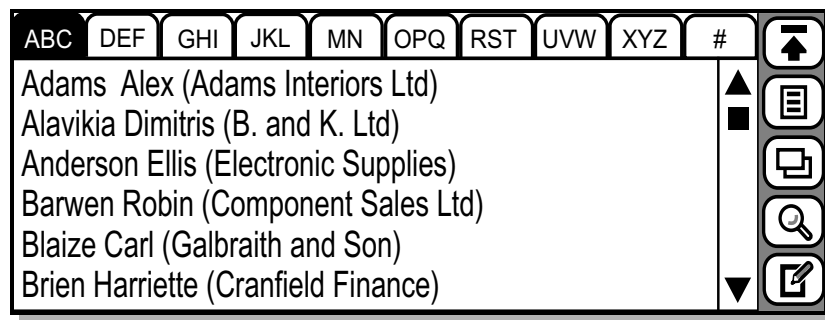 ABC DEF GHI JKL MN OPQ RST UVW XYZ #
Adams Alex (Adams Interiors Ltd)
Alavikia Dimitris (B. and K. Ltd)
Anderson Ellis (Electronic Supplies)
Barwen Robin (Component Sales Ltd)
Blaize Carl (Galbraith and Son)
Brien Harriette (Cranfield Finance)